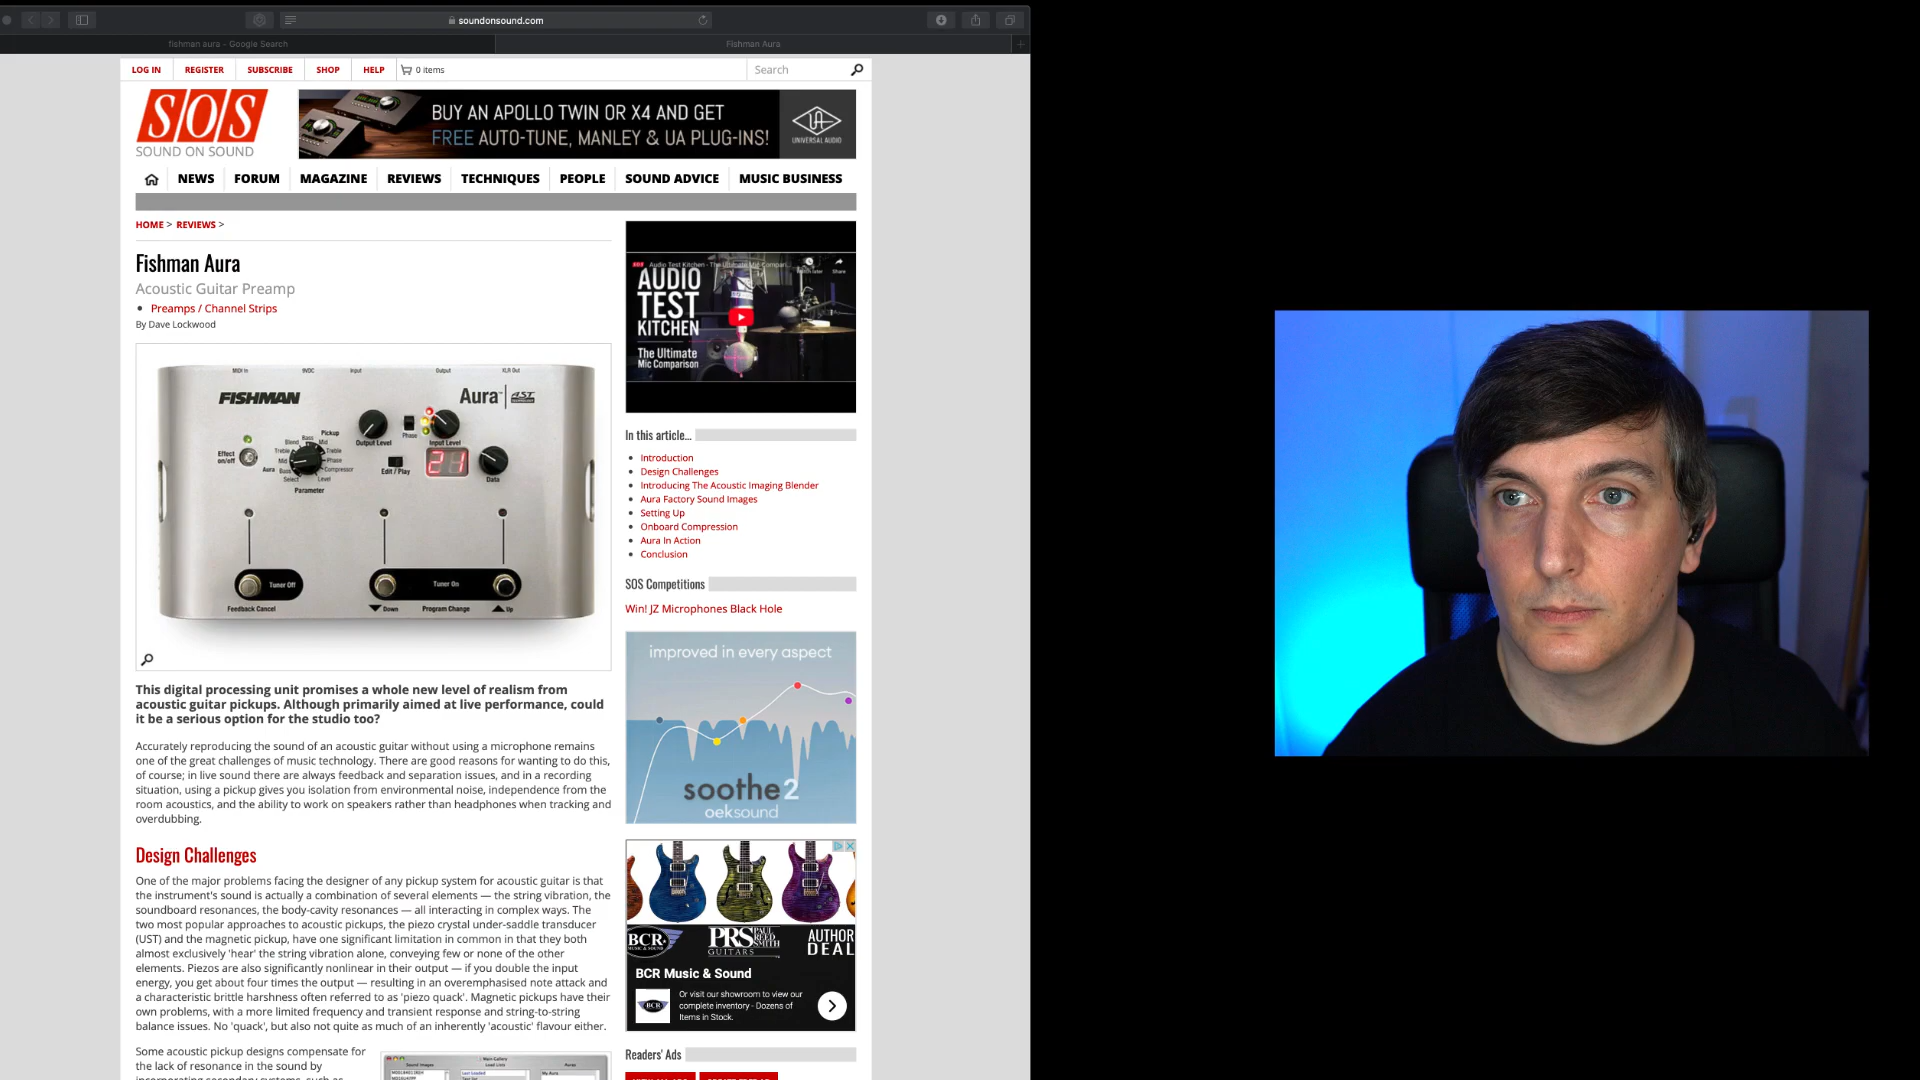 soundonsound.com
fishman aura - Google Search
Fishman Aura
LOG IN
REGISTER
SUBSCRIBE
SHOP
HELP
0 items
Search
SOS
SOUND ON SOUND
BUY AN APOLLO TWIN OR X4 AND GET
FREE AUTO-TUNE, MANLEY & UA PLUG-INS!
UNIVERSAL AUDIO
NEWS
FORUM
MAGAZINE
REVIEWS
TECHNIQUES
PEOPLE
SOUND ADVICE
MUSIC BUSINESS
HOME > REVIEWS >
Fishman Aura
Acoustic Guitar Preamp
Preamps / Channel Strips
By Dave Lockwood
MIDI In
9VDC
Input
Output
XLR Out
FISHMAN
Aura
Output Level
Phase
Input Level
Effect
on/off
Blend
Bass
Pickup
Mid
Treble
Treble
Mid
Phase
Aura
Compressor
Bass
Select
Level
Parameter
Edit / Play
21
Data
Tuner Off
Tuner On
Feedback Cancel
Down
Program Change
Up
This digital processing unit promises a whole new level of realism from
acoustic guitar pickups. Although primarily aimed at live performance, could
it be a serious option for the studio too?
Accurately reproducing the sound of an acoustic guitar without using a microphone remains
one of the great challenges of music technology. There are good reasons for wanting to do this,
of course; in live sound there are always feedback and separation issues, and in a recording
situation, using a pickup gives you isolation from environmental noise, independence from the
room acoustics, and the ability to work on speakers rather than headphones when tracking and
overdubbing.
Design Challenges
One of the major problems facing the designer of any pickup system for acoustic guitar is that
the instrument's sound is actually a combination of several elements — the string vibration, the
soundboard resonances, the body-cavity resonances — all interacting in complex ways. The
two most popular approaches to acoustic pickups, the piezo crystal under-saddle transducer
(UST) and the magnetic pickup, have one significant limitation in common in that they both
almost exclusively 'hear' the string vibration alone, conveying few or none of the other
elements. Piezos are also significantly nonlinear in their output — if you double the input
energy, you get about four times the output — resulting in an overemphasised note attack and
a characteristic brittle harshness often referred to as 'piezo quack'. Magnetic pickups have their
own problems, with a more limited frequency and transient response and string-to-string
balance issues. No 'quack', but also not quite as much of an inherently 'acoustic' flavour either.
Some acoustic pickup designs compensate for
the lack of resonance in the sound by
incorporating secondary systems, such as
Main Gallery
Sound Images
Audio Test Kitchen - The Ultimate Mic Compari...
Watch later
Share
AUDIO
TEST
KITCHEN
The Ultimate
Mic Comparison
In this article...
Introduction
Design Challenges
Introducing The Acoustic Imaging Blender
Aura Factory Sound Images
Setting Up
Onboard Compression
Aura In Action
Conclusion
SOS Competitions
Win! JZ Microphones Black Hole
improved in every aspect
soothe2
oeksound
BCR
PRS PAUL REED SMITH
GUITARS
AUTHOR
DEAL
BCR Music & Sound
BCR
Or visit our showroom to view our
complete inventory - Dozens of
Items in Stock.
Readers' Ads